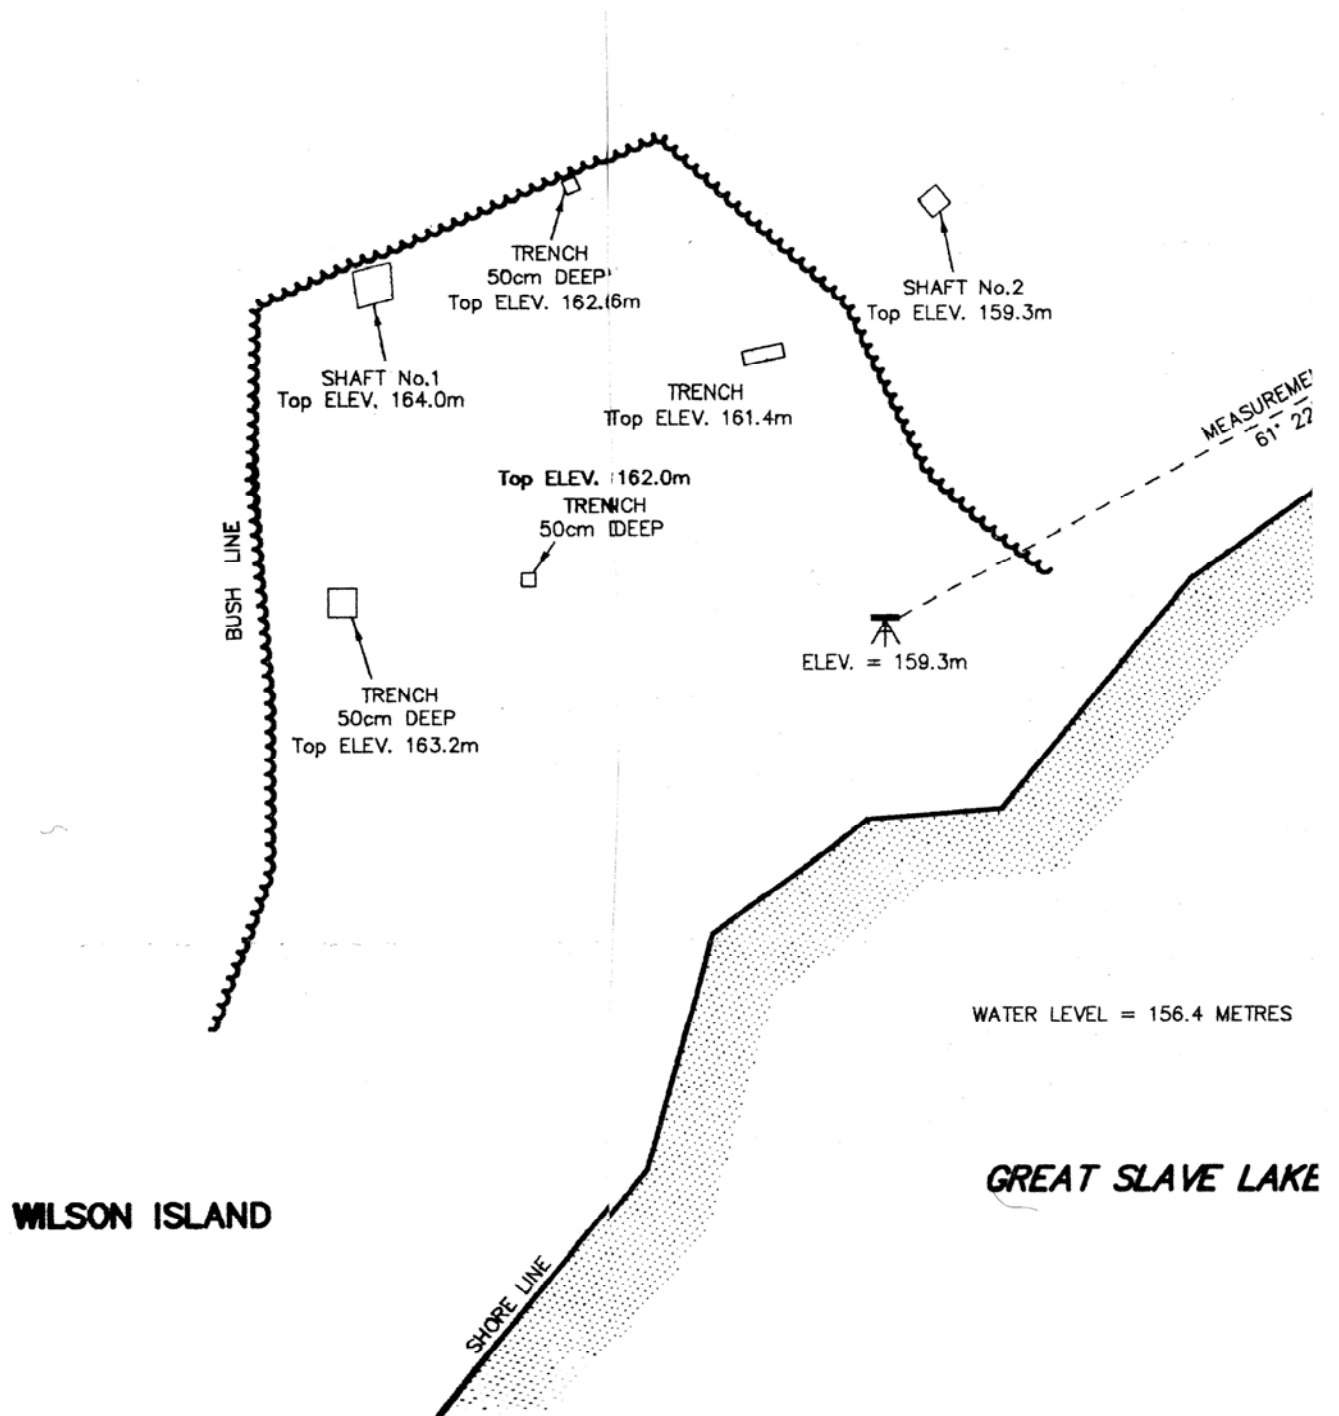 TRENCH
50cm DEEP
Top ELEV. 162.6m
SHAFT No.2
Top ELEV. 159.3m
SHAFT No.1
Top ELEV. 164.0m
TRENCH
Top ELEV. 161.4m
MEASUREME
61° 22
Top ELEV. 162.0m
TRENCH
50cm DEEP
BUSH LINE
ELEV. = 159.3m
TRENCH
50cm DEEP
Top ELEV. 163.2m
WATER LEVEL = 156.4 METRES
GREAT SLAVE LAKE
WILSON ISLAND
SHORE LINE